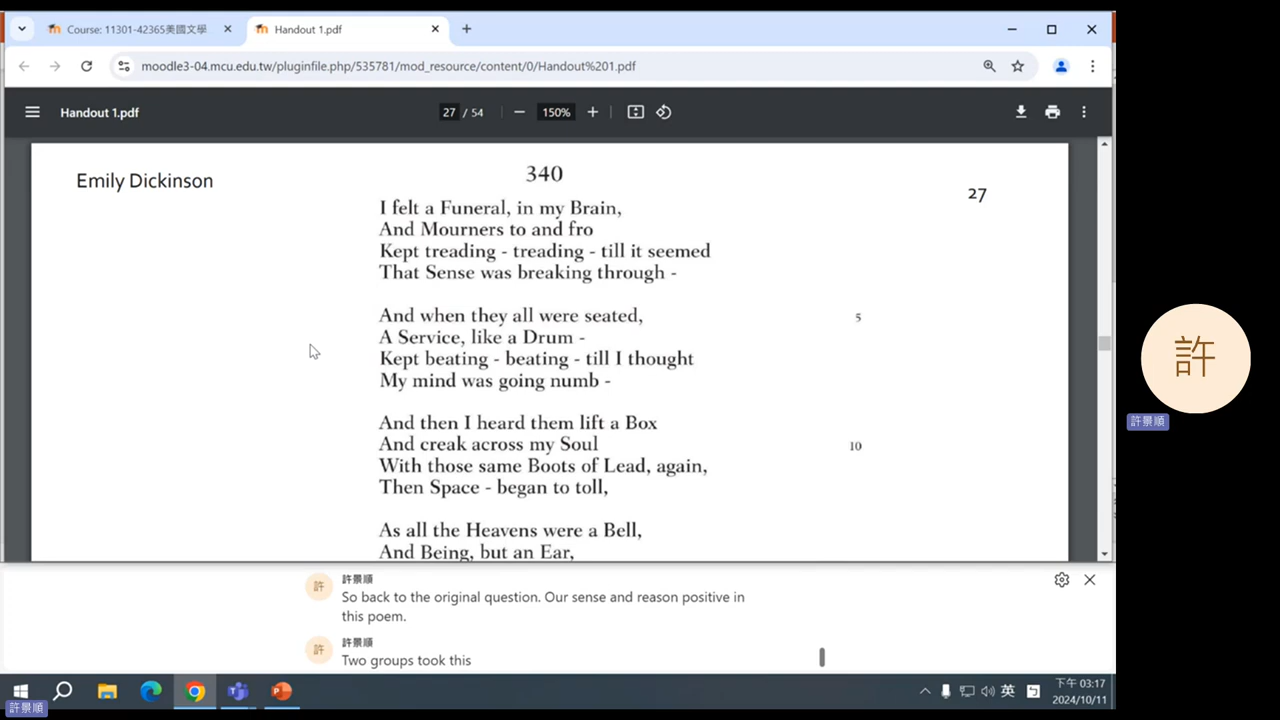 Course: 11301-42365美國文學
Handout 1.pdf
moodle3-04.mcu.edu.tw/pluginfile.php/535781/mod_resource/content/0/Handout%201.pdf
Handout 1.pdf
27 / 54
150%
Emily Dickinson
340
27
I felt a Funeral, in my Brain,
And Mourners to and fro
Kept treading - treading - till it seemed
That Sense was breaking through -
And when they all were seated, 5
A Service, like a Drum -
Kept beating - beating - till I thought
My mind was going numb -
And then I heard them lift a Box
And creak across my Soul 10
With those same Boots of Lead, again,
Then Space - began to toll,
As all the Heavens were a Bell,
And Being, but an Ear,
許
許景順
許 許景順
So back to the original question. Our sense and reason positive in
this poem.
許 許景順
Two groups took this
英
下午 03:17
2024/10/11
許景順